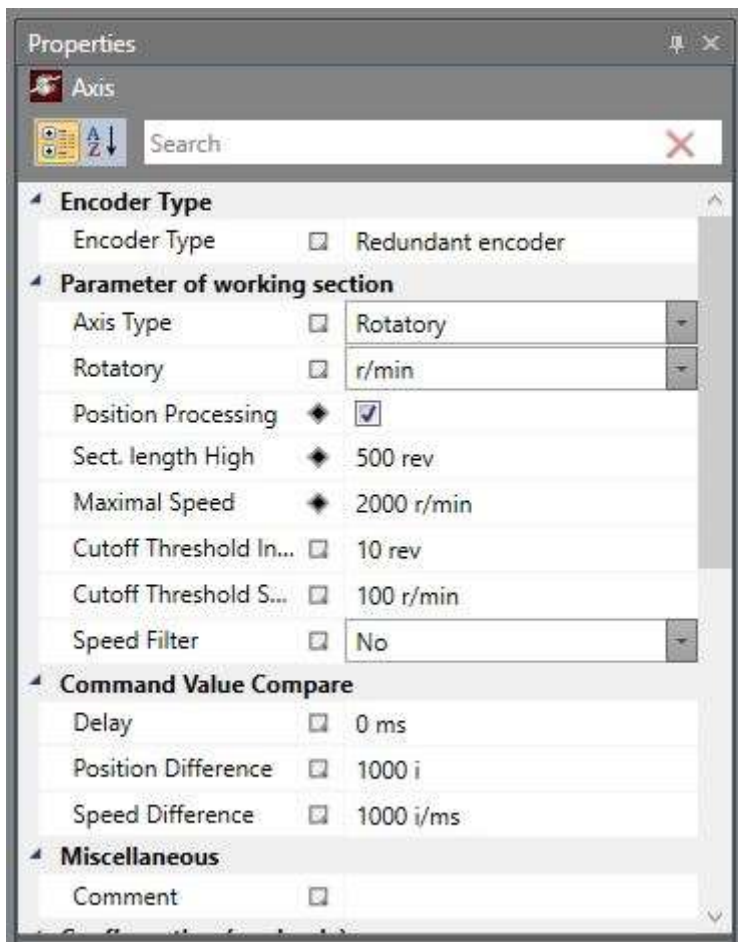 Properties
Axis
Search
Encoder Type
Encoder Type Redundant encoder
Parameter of working section
Axis Type Rotatory
Rotatory r/min
Position Processing
Sect. length High 500 rev
Maximal Speed 2000 r/min
Cutoff Threshold In... 10 rev
Cutoff Threshold S... 100 r/min
Speed Filter No
Command Value Compare
Delay 0 ms
Position Difference 1000 i
Speed Difference 1000 i/ms
Miscellaneous
Comment